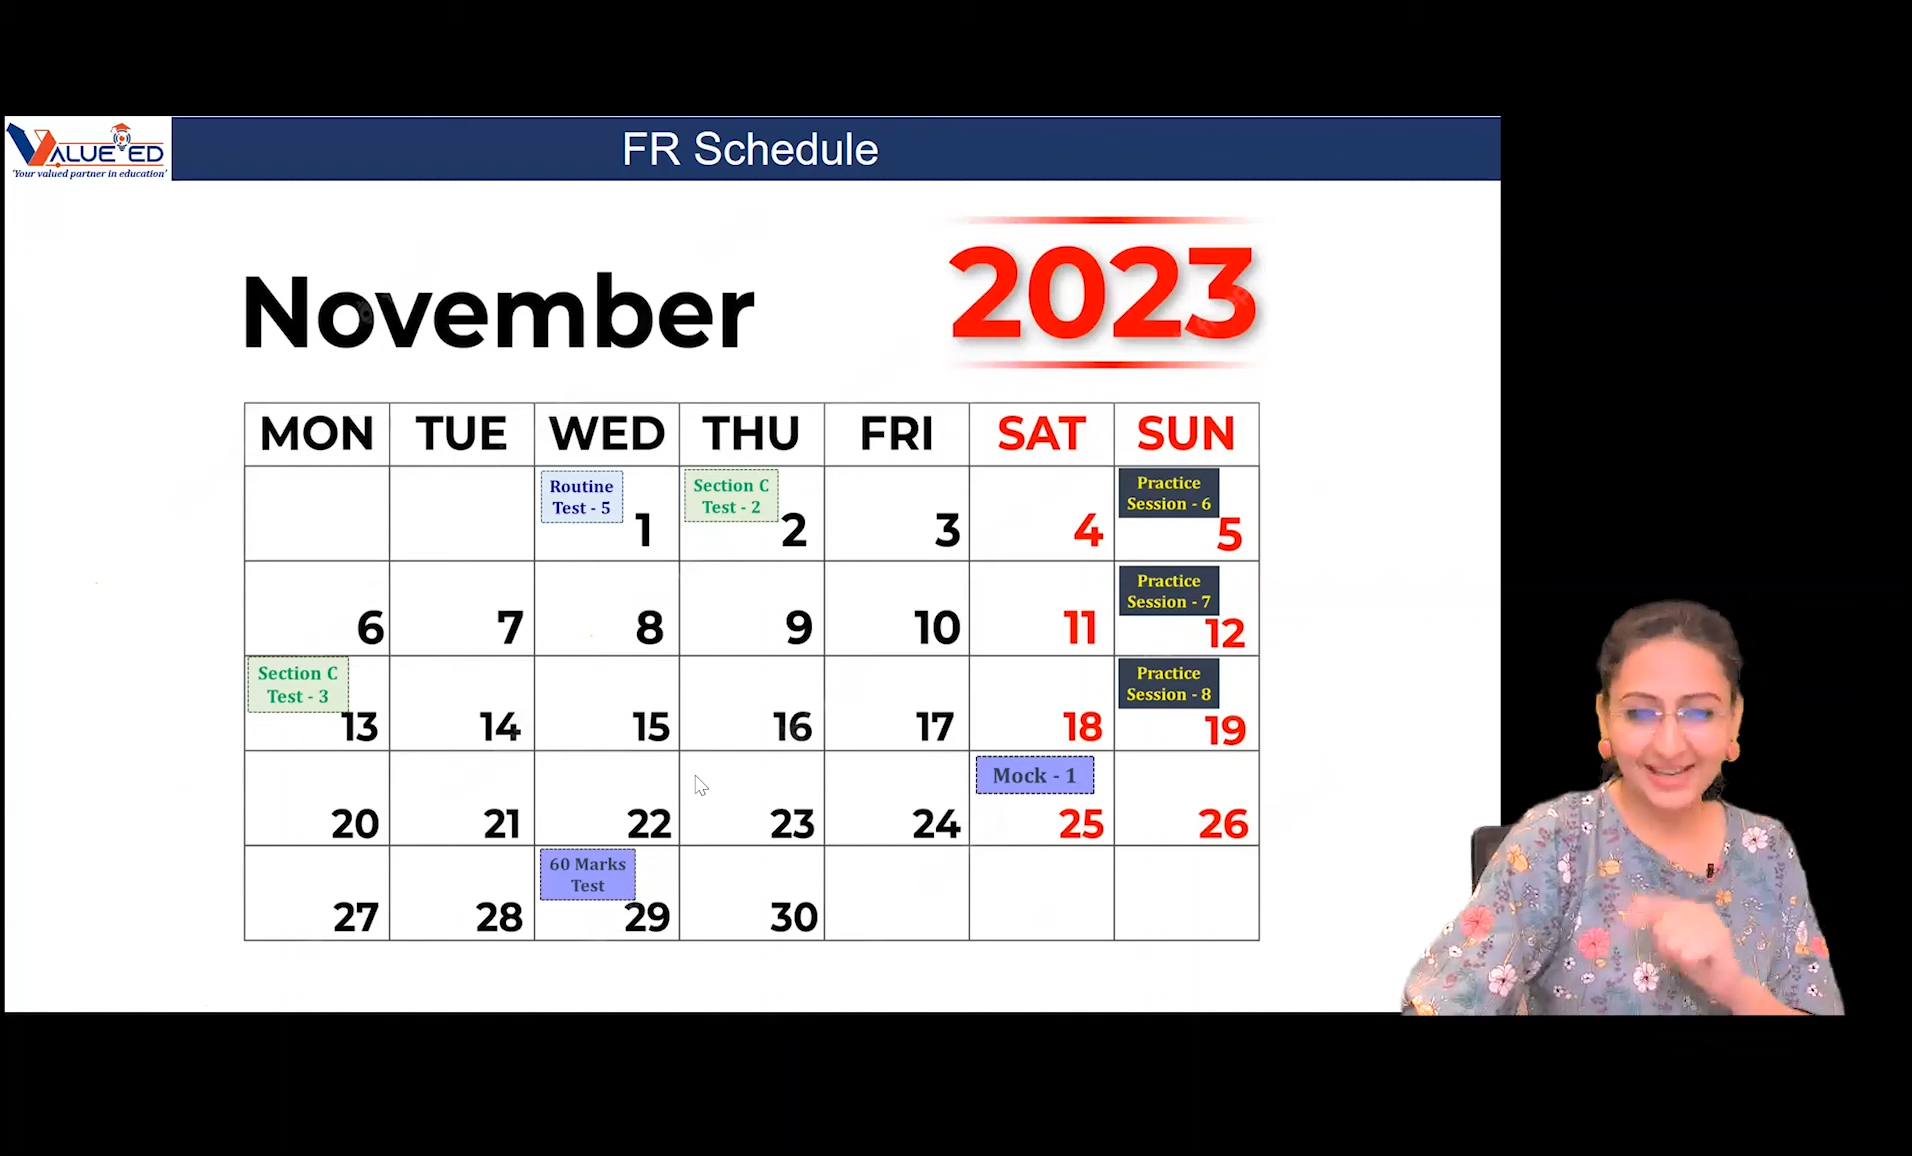 VALUE ED
'Your valued partner in education'
FR Schedule
November
2023
MON TUE WED THU FRI SAT SUN
Routine
Test - 5
1
Section C
Test - 2
2
3
4
Practice
Session - 6
5
6
7
8
9
10
11
Practice
Session - 7
12
Section C
Test - 3
13
14
15
16
17
18
Practice
Session - 8
19
20
21
22
23
24
Mock - 1
25
26
27
28
60 Marks
Test
29
30